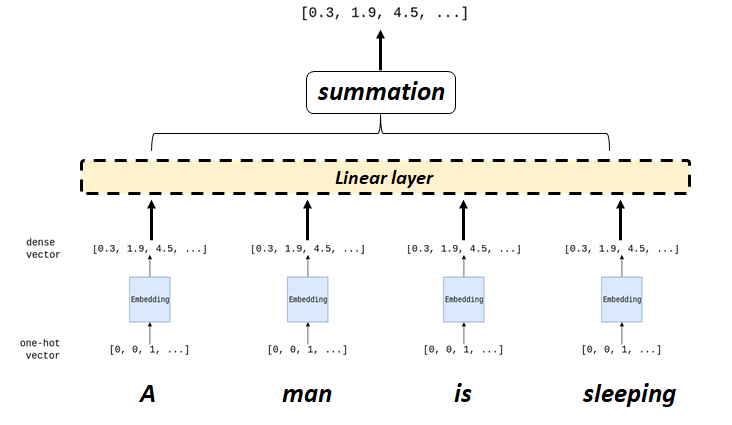 [0.3, 1.9, 4.5, ...]
summation
Linear layer
dense
vector
[0.3, 1.9, 4.5, ...]
[0.3, 1.9, 4.5, ...]
[0.3, 1.9, 4.5, ...]
[0.3, 1.9, 4.5, ...]
Embedding
Embedding
Embedding
Embedding
one-hot
vector
[0, 0, 1, ...]
[0, 0, 1, ...]
[0, 0, 1, ...]
[0, 0, 1, ...]
A
man
is
sleeping